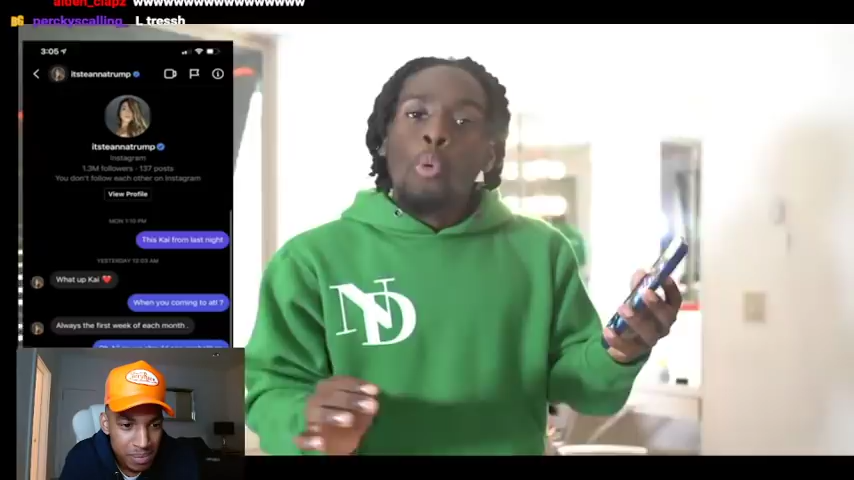 aiden_clapz wwwwwwwwwwwwwwwww
perckyscalling_ L tressh
3:05
itsteannatrump
itsteannatrump
Instagram
1.3M followers · 137 posts
You don't follow each other on Instagram
View Profile
MON 1:10 PM
This Kai from last night
YESTERDAY 12:03 AM
What up Kai ❤️
When you coming to atl ?
Always the first week of each month .
ND